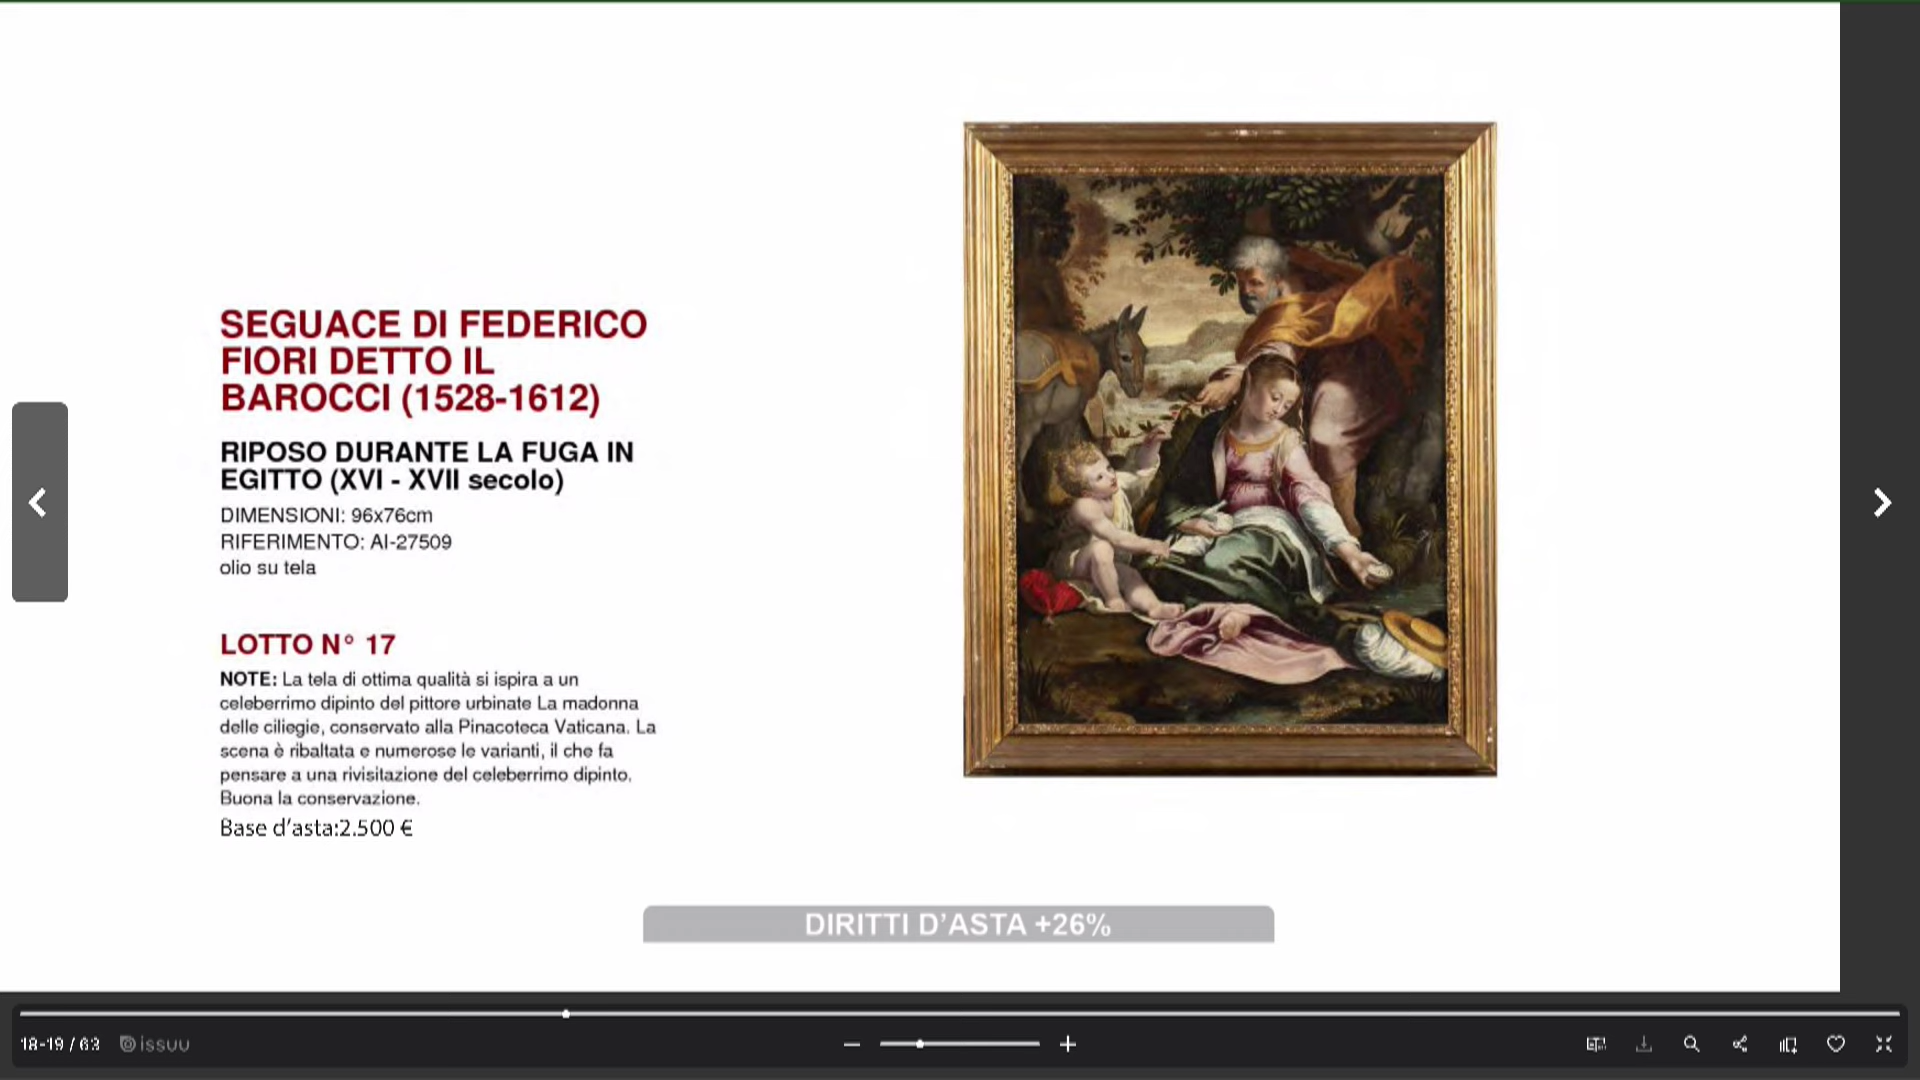 SEGUACE DI FEDERICO
FIORI DETTO IL
BAROCCI (1528-1612)
RIPOSO DURANTE LA FUGA IN
EGITTO (XVI - XVII secolo)
DIMENSIONI: 96x76cm
RIFERIMENTO: AI-27509
olio su tela
LOTTO N° 17
NOTE: La tela di ottima qualità si ispira a un
celeberrimo dipinto del pittore urbinate La madonna
delle ciliegie, conservato alla Pinacoteca Vaticana. La
scena è ribaltata e numerose le varianti, il che fa
pensare a una rivisitazione del celeberrimo dipinto.
Buona la conservazione.
Base d'asta:2.500 €
DIRITTI D'ASTA +26%
18-19 / 63
issuu